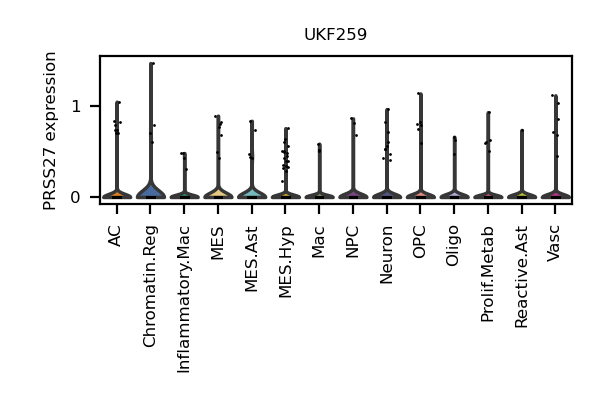 UKF259
PRSS27 expression
1
0
AC
Chromatin.Reg
Inflammatory.Mac
MES
MES.Ast
MES.Hyp
Mac
NPC
Neuron
OPC
Oligo
Prolif.Metab
Reactive.Ast
Vasc